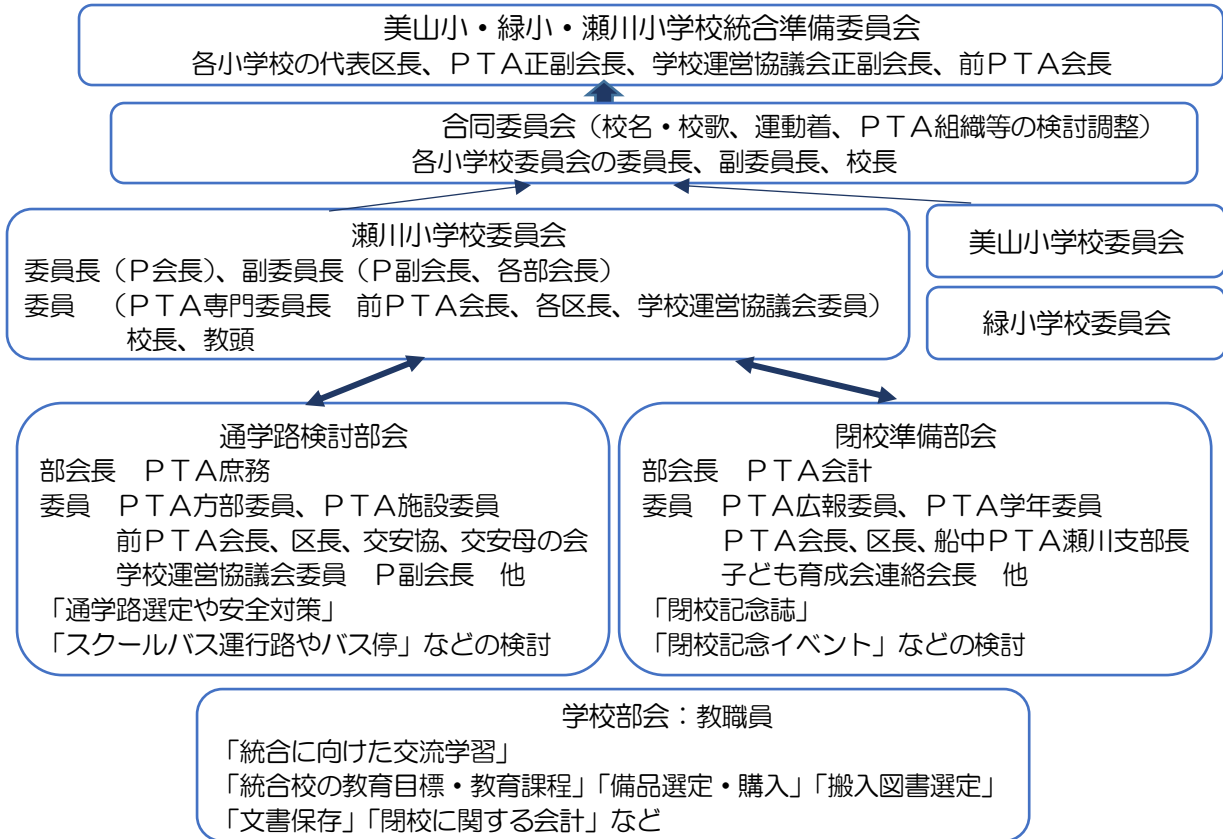 美山小・緑小・瀬川小学校統合準備委員会
各小学校の代表区長、ＰＴＡ正副会長、学校運営協議会正副会長、前ＰＴＡ会長
合同委員会（校名・校歌、運動着、ＰＴＡ組織等の検討調整）
各小学校委員会の委員長、副委員長、校長
瀬川小学校委員会
委員長（Ｐ会長）、副委員長（Ｐ副会長、各部会長）
委員　（ＰＴＡ専門委員長　前ＰＴＡ会長、各区長、学校運営協議会委員）
校長、教頭
美山小学校委員会
緑小学校委員会
通学路検討部会
部会長　ＰＴＡ庶務
委員　ＰＴＡ方部委員、ＰＴＡ施設委員
前ＰＴＡ会長、区長、交安協、交安母の会
学校運営協議会委員　Ｐ副会長　他
「通学路選定や安全対策」
「スクールバス運行路やバス停」などの検討
閉校準備部会
部会長　ＰＴＡ会計
委員　ＰＴＡ広報委員、ＰＴＡ学年委員
ＰＴＡ会長、区長、船中ＰＴＡ瀬川支部長
子ども育成会連絡会長　他
「閉校記念誌」
「閉校記念イベント」などの検討
学校部会：教職員
「統合に向けた交流学習」
「統合校の教育目標・教育課程」「備品選定・購入」「搬入図書選定」
「文書保存」「閉校に関する会計」など